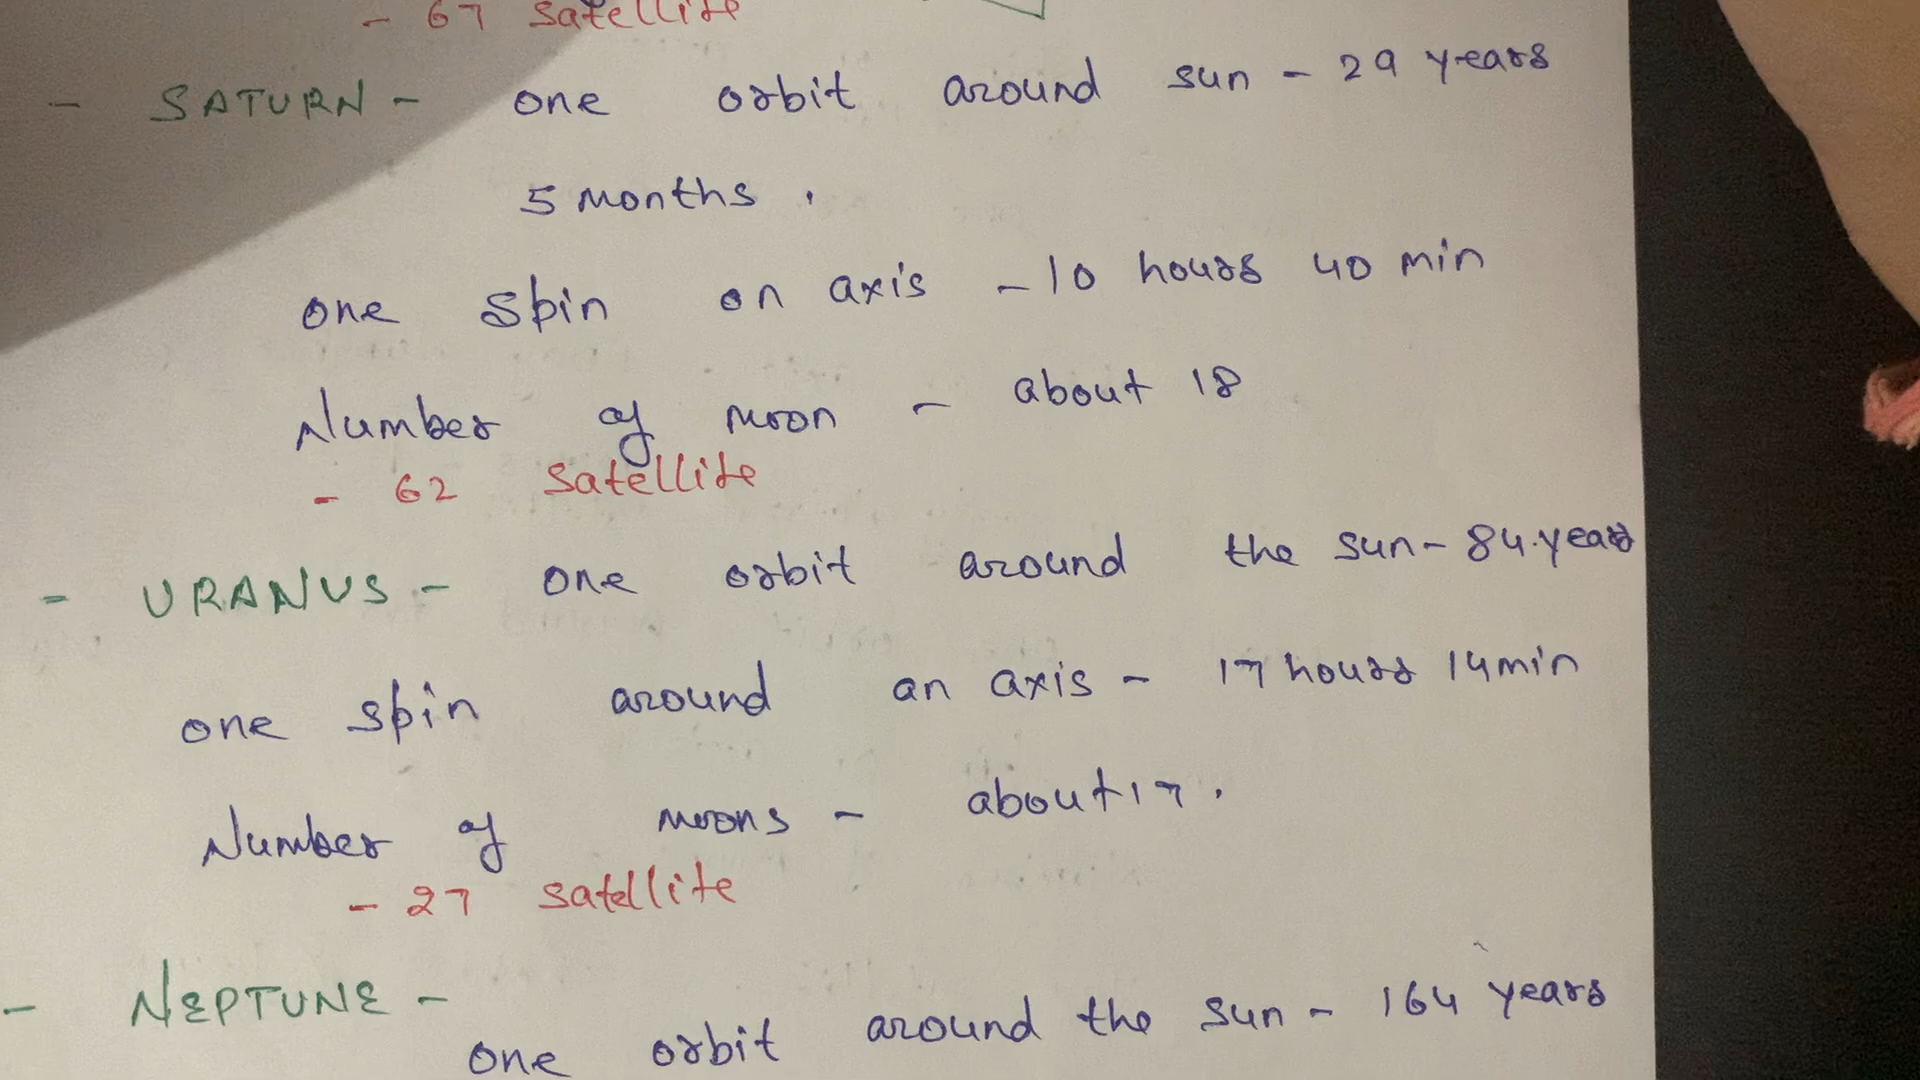 - 67 satellite
- SATURN - one orbit around sun - 29 years
5 months .
one spin on axis - 10 hours 40 min
Number of moon - about 18
- 62 satellite
- URANUS - one orbit around the sun - 84 years
one spin around an axis - 17 hours 14 min
Number of moons - about 17 .
- 27 satellite
- NEPTUNE -
one orbit around the sun - 164 years